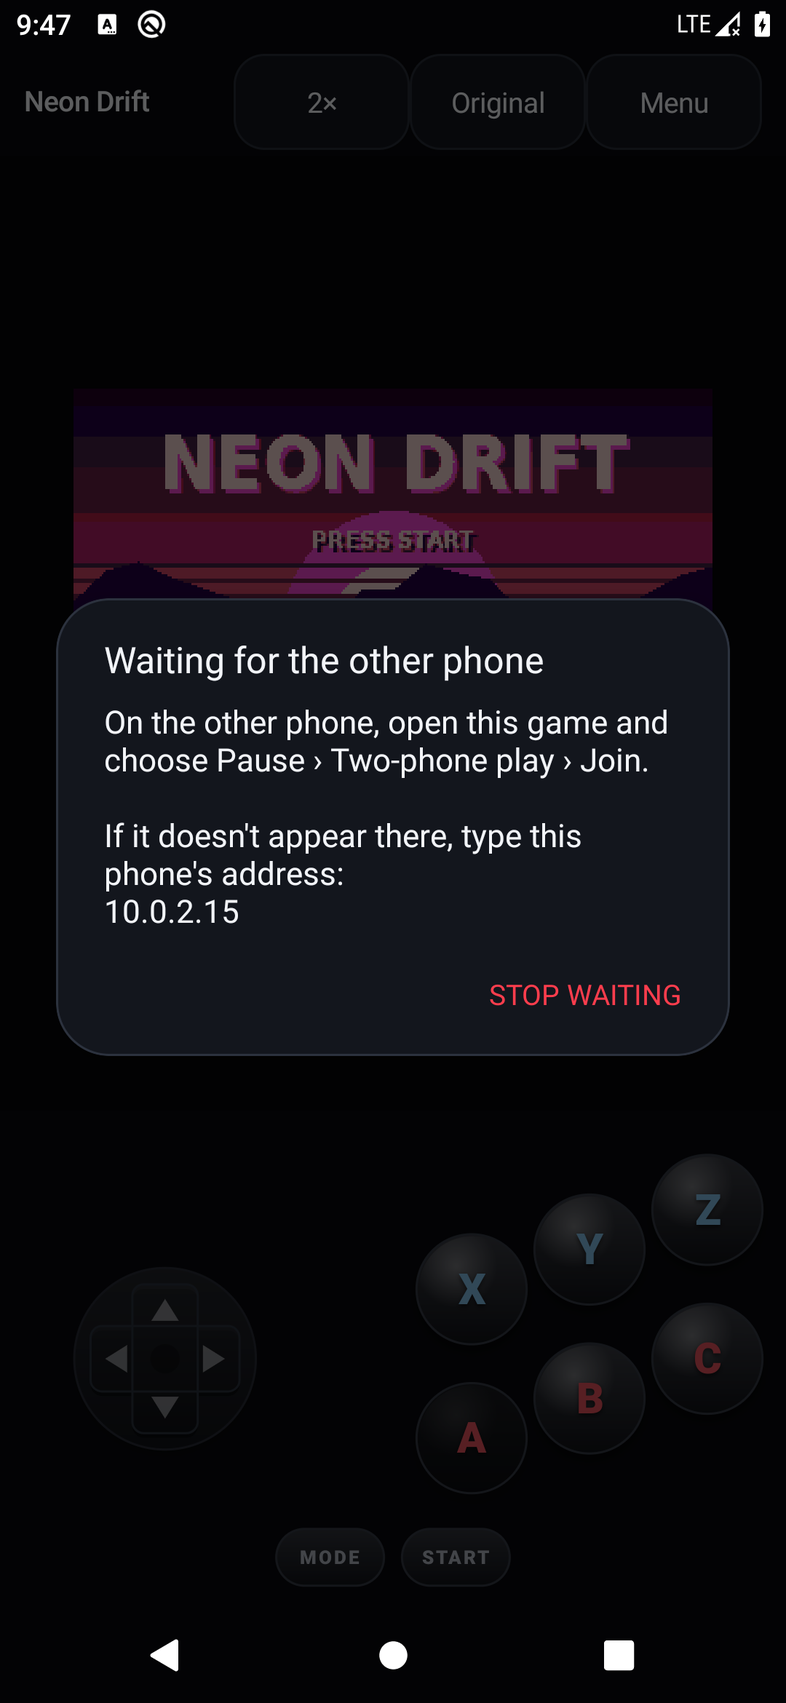 9:47
LTE
Neon Drift
2×
Original
Menu
NEON DRIFT
PRESS START
Waiting for the other phone
On the other phone, open this game and
choose Pause › Two-phone play › Join.
If it doesn't appear there, type this
phone's address:
10.0.2.15
STOP WAITING
Z
Y
X
C
B
A
MODE
START